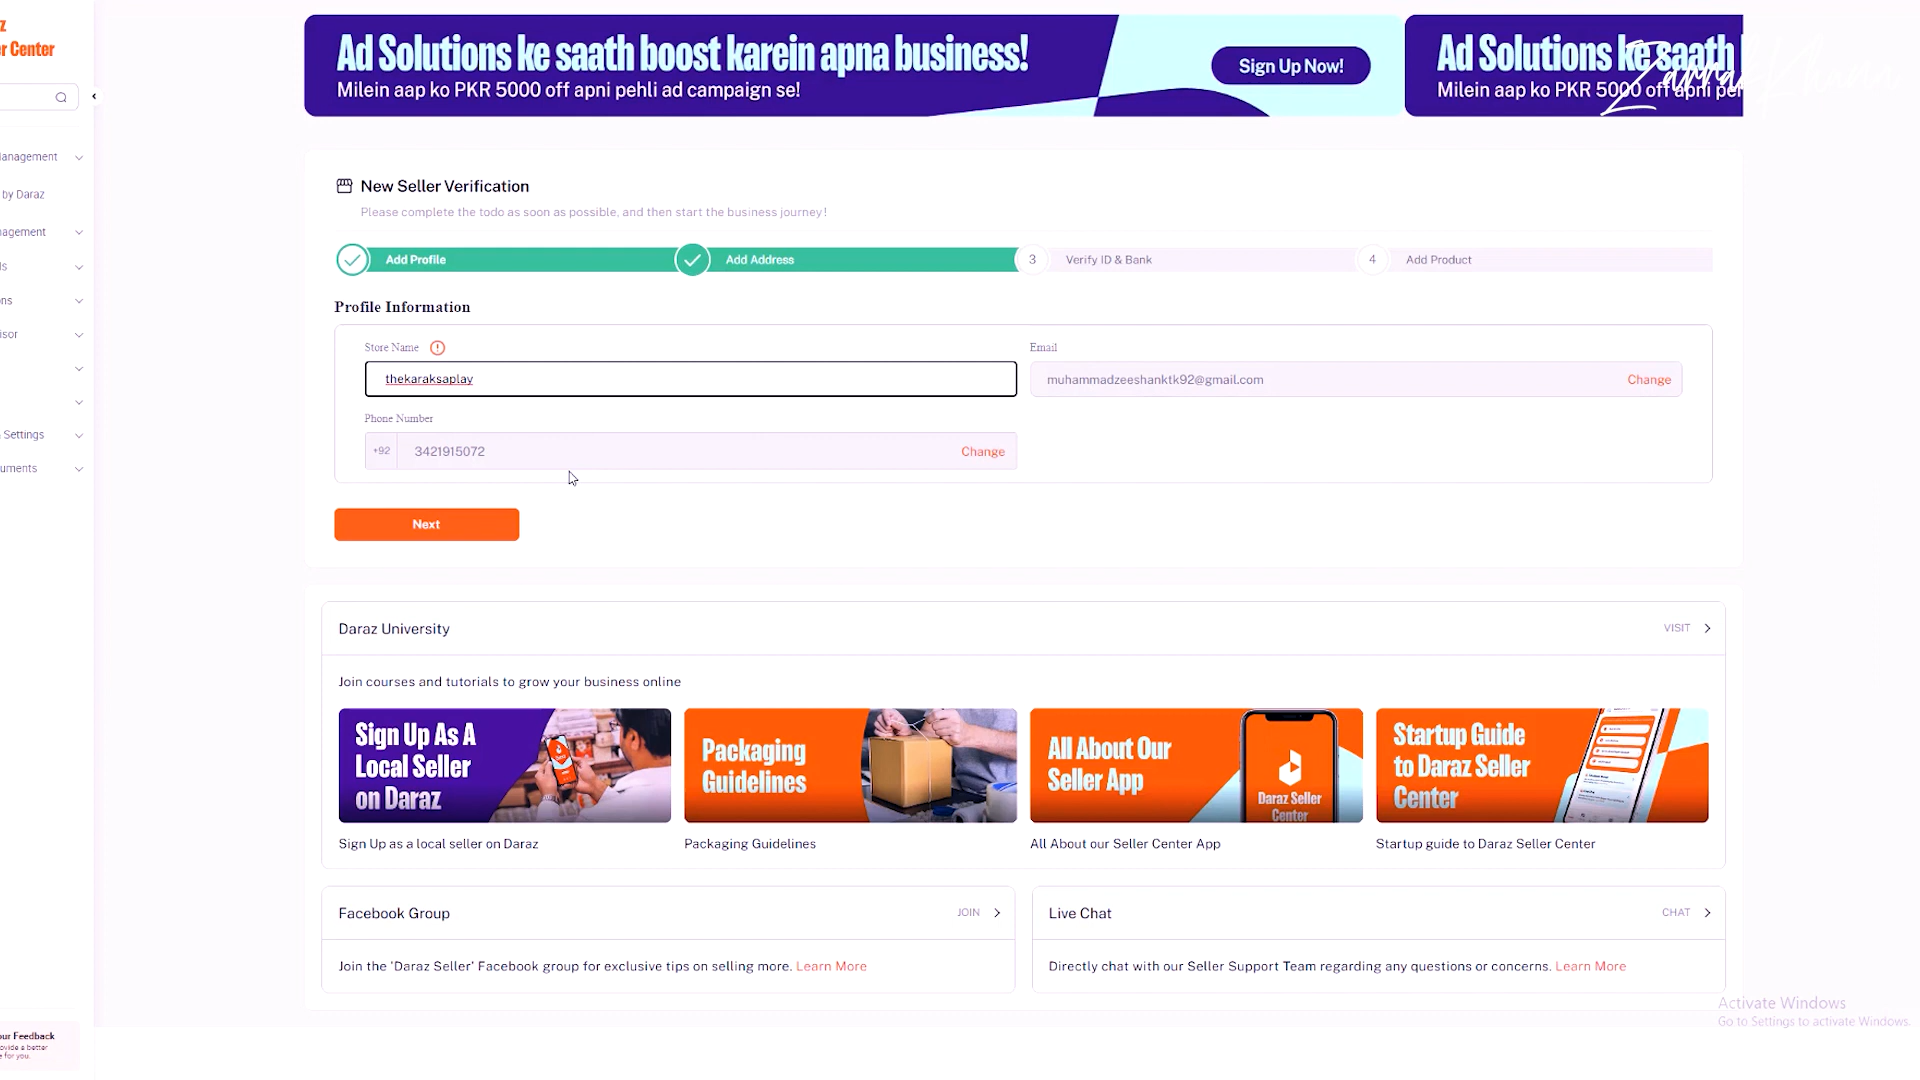 z
r Center
Ad Solutions ke saath boost karein apna business!
Milein aap ko PKR 5000 off apni pehli ad campaign se!
Sign Up Now!
Ad Solutions ke saath
Milein aap ko PKR 5000 off apni pe
anagement
by Daraz
agement
ls
ons
isor
Settings
uments
New Seller Verification
Please complete the todo as soon as possible, and then start the business journey!
Add Profile
Add Address
3
Verify ID & Bank
4
Add Product
Profile Information
Store Name
Email
thekaraksaplay
muhammadzeeshanktk92@gmail.com
Change
Phone Number
+92
3421915072
Change
Next
Daraz University
VISIT
Join courses and tutorials to grow your business online
Sign Up As A
Local Seller
on Daraz
Packaging
Guidelines
All About Our
Seller App
Daraz Seller
Center
Startup Guide
to Daraz Seller
Center
Sign Up as a local seller on Daraz
Packaging Guidelines
All About our Seller Center App
Startup guide to Daraz Seller Center
Facebook Group
JOIN
Live Chat
CHAT
Join the 'Daraz Seller' Facebook group for exclusive tips on selling more. Learn More
Directly chat with our Seller Support Team regarding any questions or concerns. Learn More
Activate Windows
Go to Settings to activate Windows.
our Feedback
ovide a better
e for you.